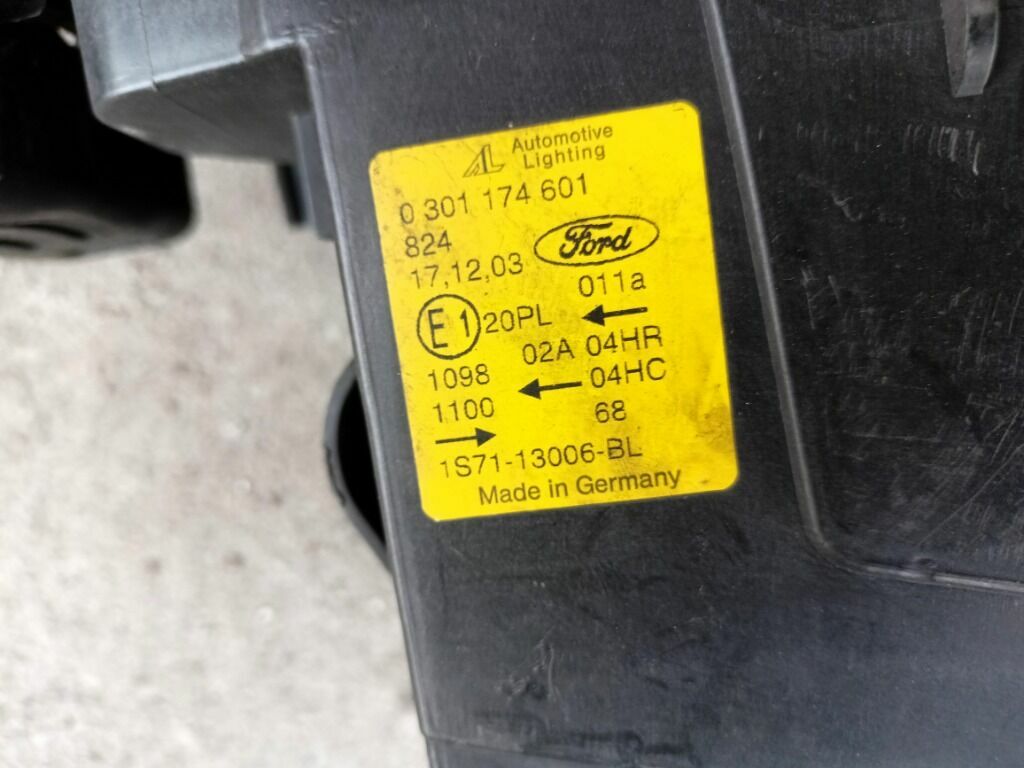 AL Automotive
Lighting
0 301 174 601
824 Ford
17,12,03 011a
E1 20PL ←
02A 04HR
1098 ← 04HC
1100 68
→
1S71-13006-BL
Made in Germany